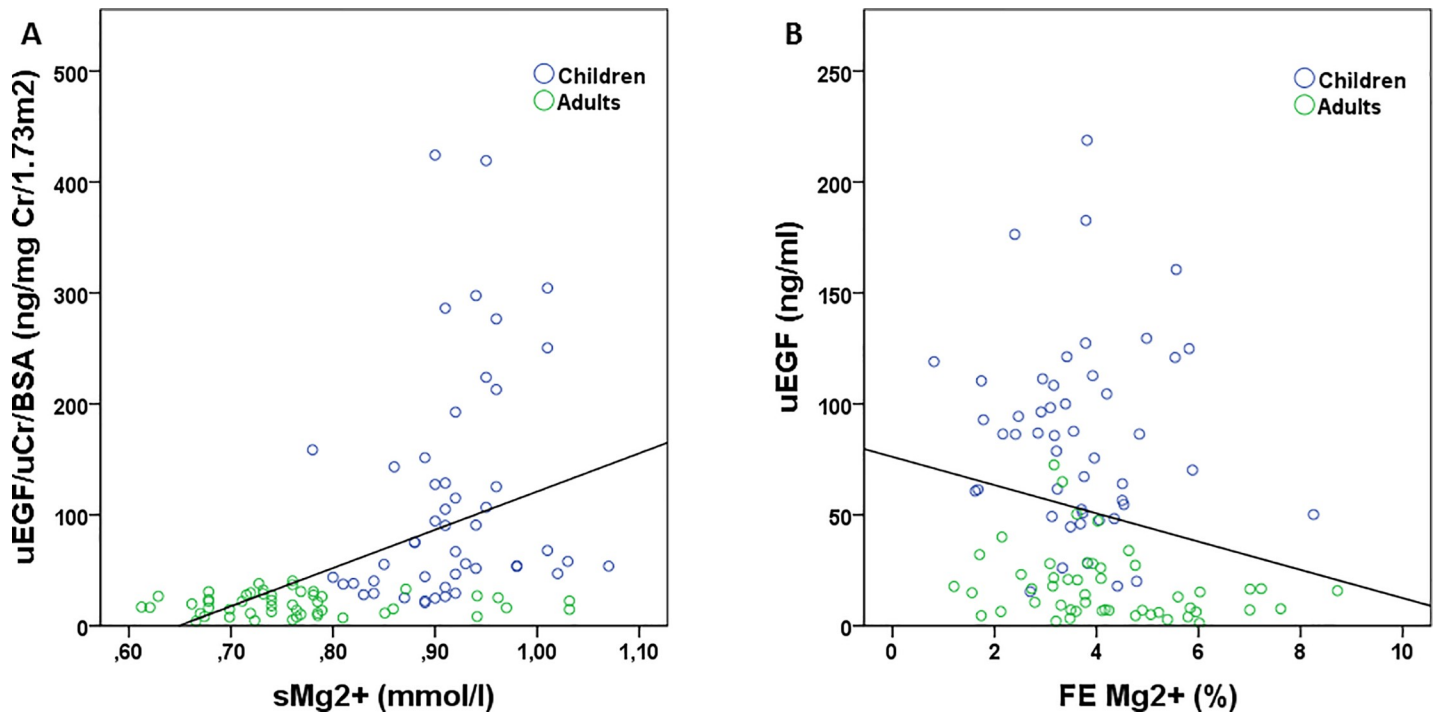 A
Children
Adults
500
400
300
200
100
0
uEGF/uCr/BSA (ng/mg Cr/1.73m2)
,60 ,70 ,80 ,90 1,00 1,10
sMg2+ (mmol/l)
B
Children
Adults
250
200
150
100
50
0
uEGF (ng/ml)
0 2 4 6 8 10
FE Mg2+ (%)